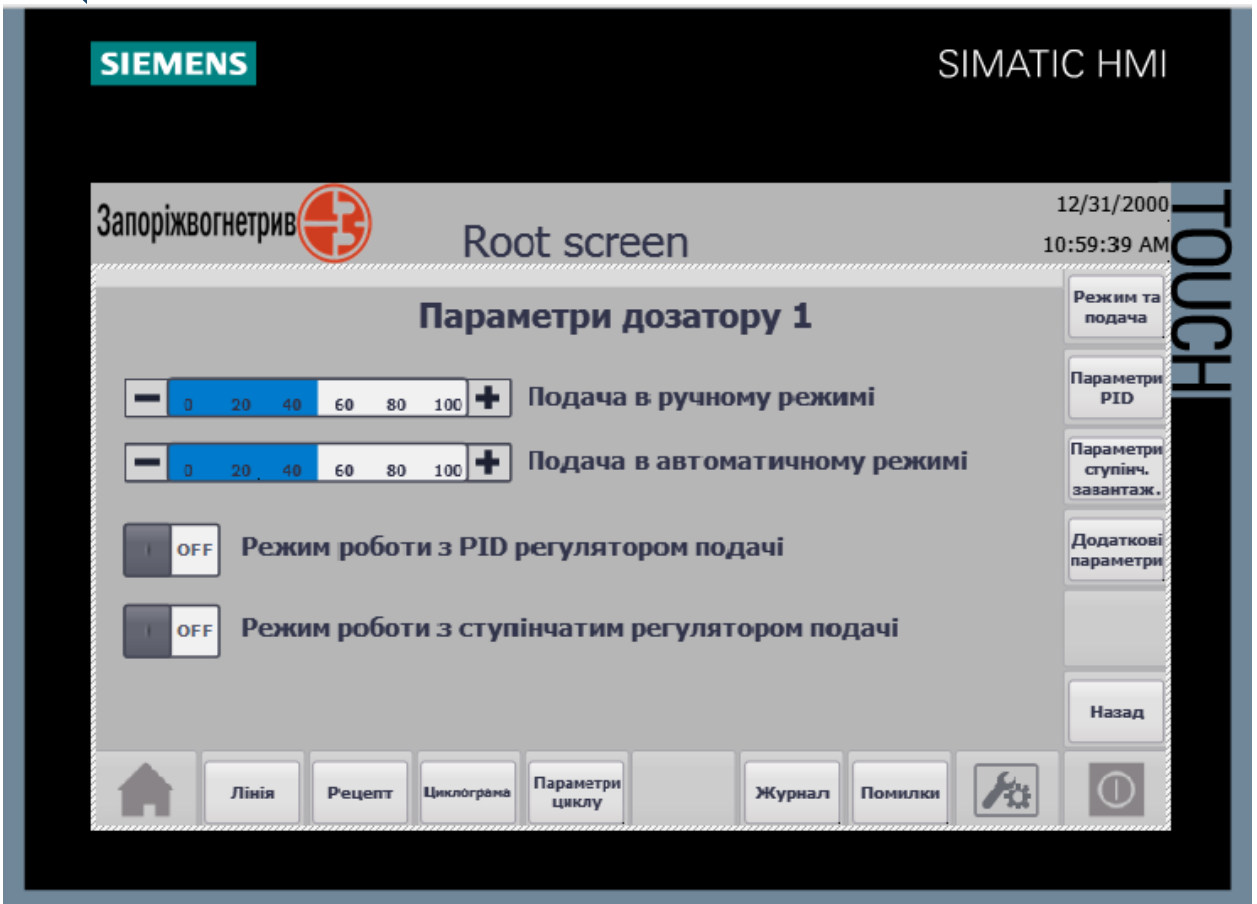 SIEMENS
SIMATIC HMI
TOUCH
Запоріжвогнетрив
Root screen
12/31/2000
10:59:39 AM
Параметри дозатору 1
0 20 40 60 80 100
Подача в ручному режимі
0 20 40 60 80 100
Подача в автоматичному режимі
OFF
Режим роботи з PID регулятором подачі
OFF
Режим роботи з ступінчатим регулятором подачі
Режим та
подача
Параметри
PID
Параметри
ступінч.
завантаж.
Додаткові
параметри
Назад
Лінія
Рецепт
Циклограма
Параметри
циклу
Журнал
Помилки